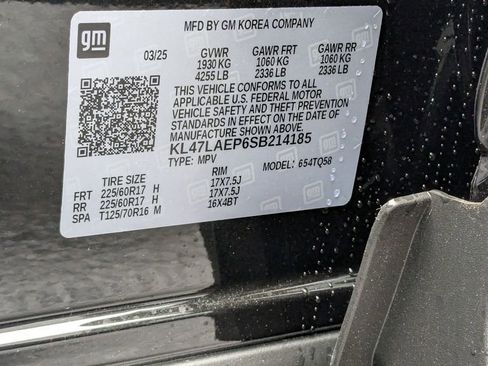 gm
MFD BY GM KOREA COMPANY
03/25 GVWR GAWR FRT GAWR RR
1930 KG 1060 KG 1060 KG
4255 LB 2336 LB 2336 LB
THIS VEHICLE CONFORMS TO ALL
APPLICABLE U.S. FEDERAL MOTOR
VEHICLE SAFETY AND THEFT PREVENTION
STANDARDS IN EFFECT ON THE DATE OF
MANUFACTURE SHOWN ABOVE.
KL47LAEP6SB214185
TYPE: MPV MODEL: 654TQ58
TIRE SIZE RIM
FRT 225/60R17 H 17X7.5J
RR 225/60R17 H 17X7.5J
SPA T125/70R16 M 16X4BT